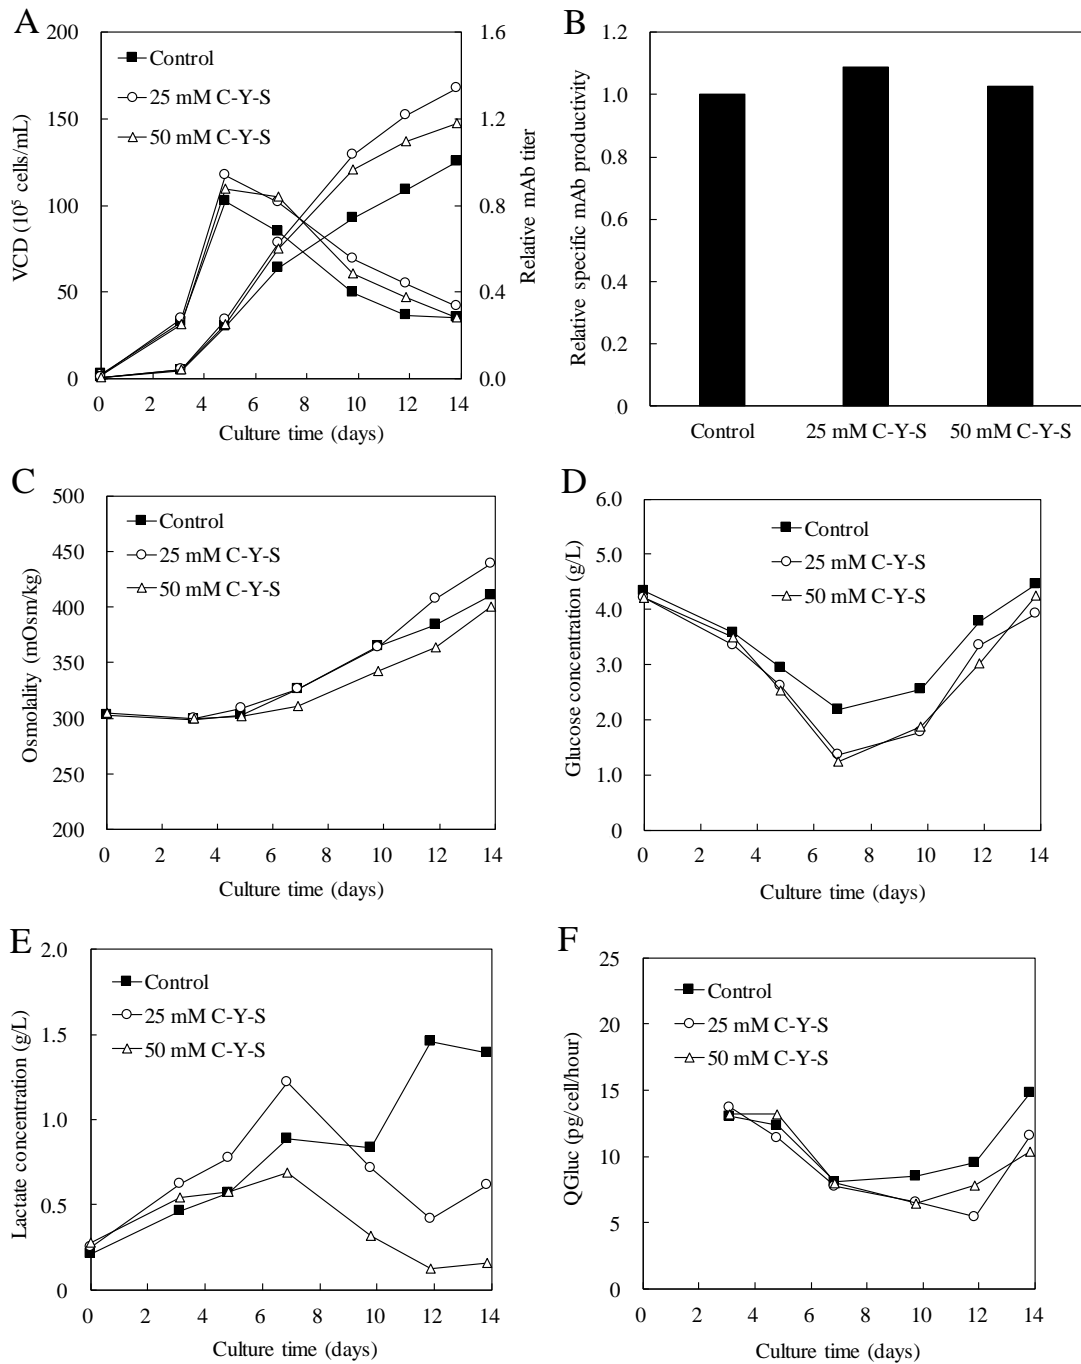 A
200
150
100
50
0
VCD (10⁵ cells/mL)
Control
25 mM C-Y-S
50 mM C-Y-S
1.6
1.2
0.8
0.4
0.0
Relative mAb titer
0 2 4 6 8 10 12 14
Culture time (days)
B
1.2
1.0
0.8
0.6
0.4
0.2
0
Relative specific mAb productivity
Control 25 mM C-Y-S 50 mM C-Y-S
C
500
450
400
350
300
250
200
Osmolality (mOsm/kg)
Control
25 mM C-Y-S
50 mM C-Y-S
0 2 4 6 8 10 12 14
Culture time (days)
D
6.0
5.0
4.0
3.0
2.0
1.0
0
Glucose concentration (g/L)
Control
25 mM C-Y-S
50 mM C-Y-S
0 2 4 6 8 10 12 14
Culture time (days)
E
2.0
1.5
1.0
0.5
0
Lactate concentration (g/L)
Control
25 mM C-Y-S
50 mM C-Y-S
0 2 4 6 8 10 12 14
Culture time (days)
F
25
20
15
10
5
0
QGluc (pg/cell/hour)
Control
25 mM C-Y-S
50 mM C-Y-S
0 2 4 6 8 10 12 14
Culture time (days)